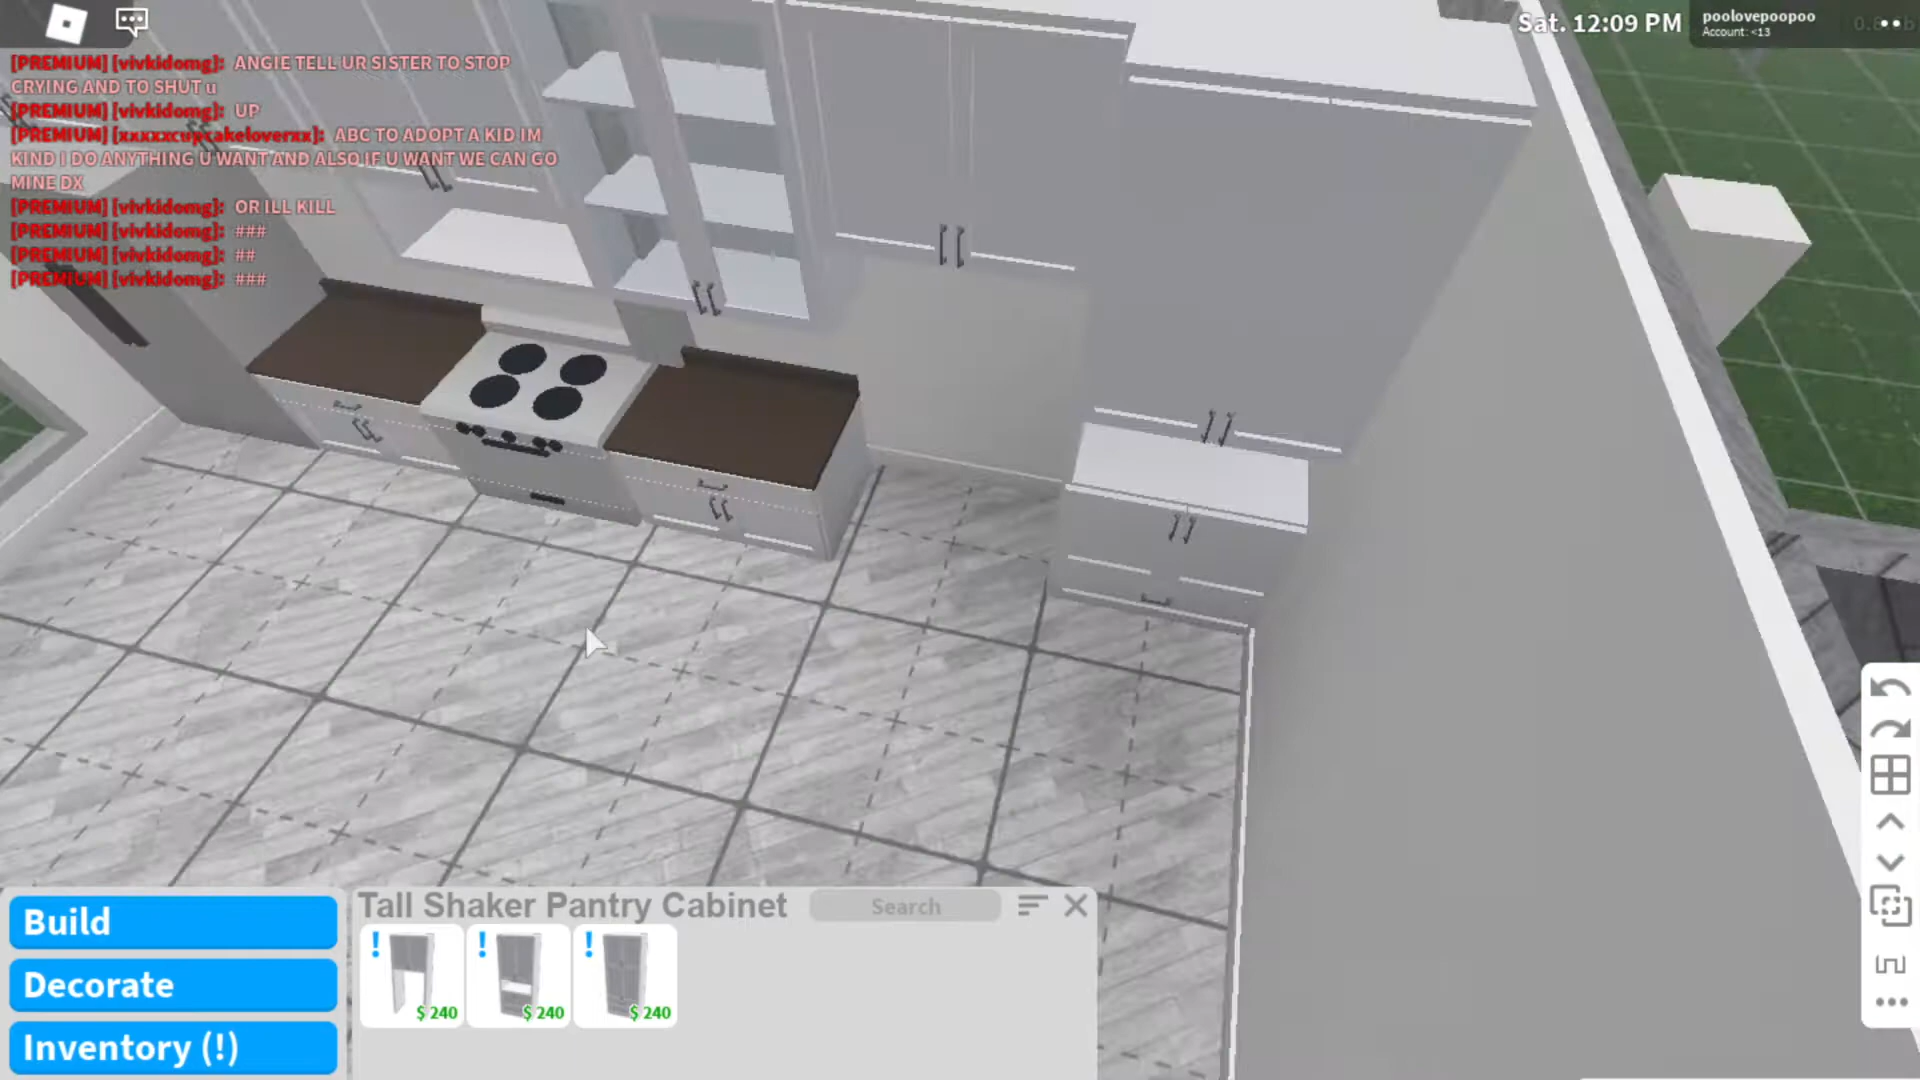 Sat. 12:09 PM
poolovepoopoo
Account: <13
[PREMIUM] [vivkidomg]: ANGIE TELL UR SISTER TO STOP
CRYING AND TO SHUT u
[PREMIUM] [vivkidomg]: UP
[PREMIUM] [xxxxxcupcakeloverxx]: ABC TO ADOPT A KID IM
KIND I DO ANYTHING U WANT AND ALSO IF U WANT WE CAN GO
MINE DX
[PREMIUM] [vivkidomg]: OR ILL KILL
[PREMIUM] [vivkidomg]: ###
[PREMIUM] [vivkidomg]: ##
[PREMIUM] [vivkidomg]: ###
Build
Decorate
Inventory (!)
Tall Shaker Pantry Cabinet
Search
! ! !
$ 240 $ 240 $ 240